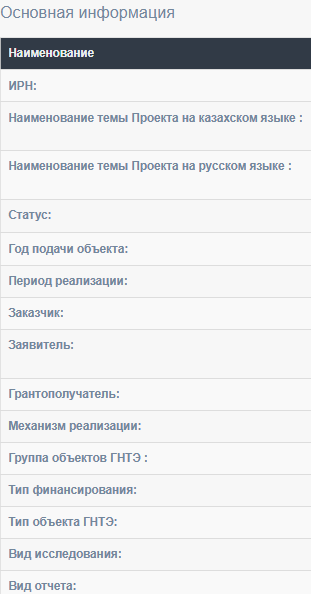 Основная информация
Наименование
ИРН:
Наименование темы Проекта на казахском языке :
Наименование темы Проекта на русском языке :
Статус:
Год подачи объекта:
Период реализации:
Заказчик:
Заявитель:
Грантополучатель:
Механизм реализации:
Группа объектов ГНТЭ :
Тип финансирования:
Тип объекта ГНТЭ:
Вид исследования:
Вид отчета: